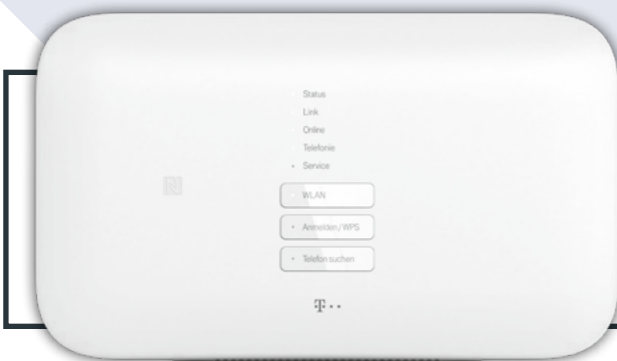 Status
Link
Online
Telefonie
Service
WLAN
Anmelden/WPS
Telefon suchen
T